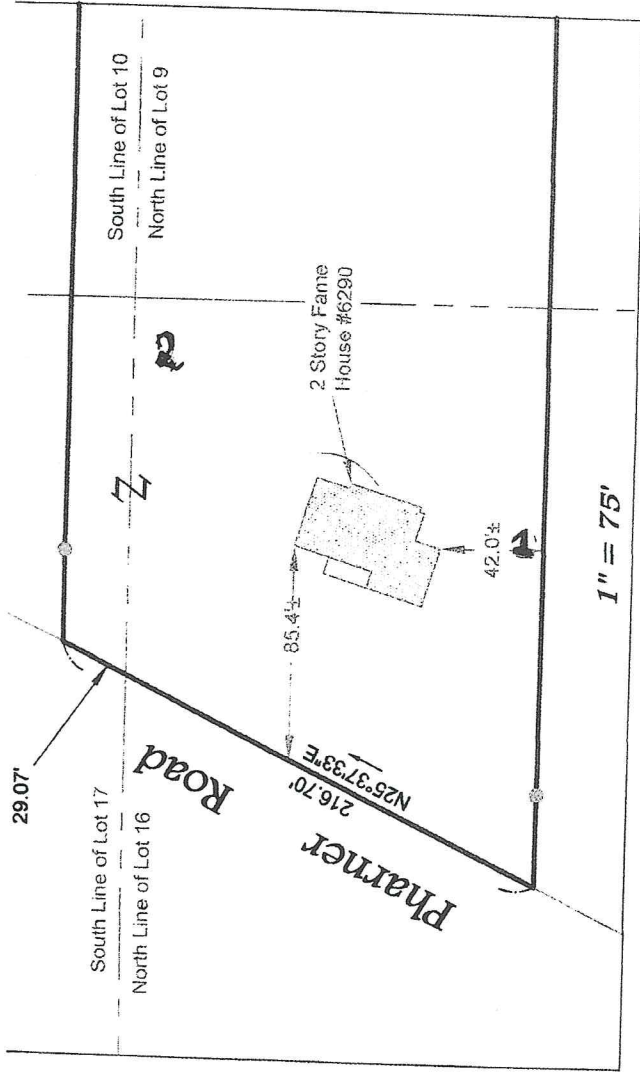 29.07'
South Line of Lot 17
North Line of Lot 16
South Line of Lot 10
North Line of Lot 9
Z
2
2 Story Fame
House #6290
85.4'±
42.0'±
1
Pharner Road
216.70'
N25°37'33"E
1" = 75'